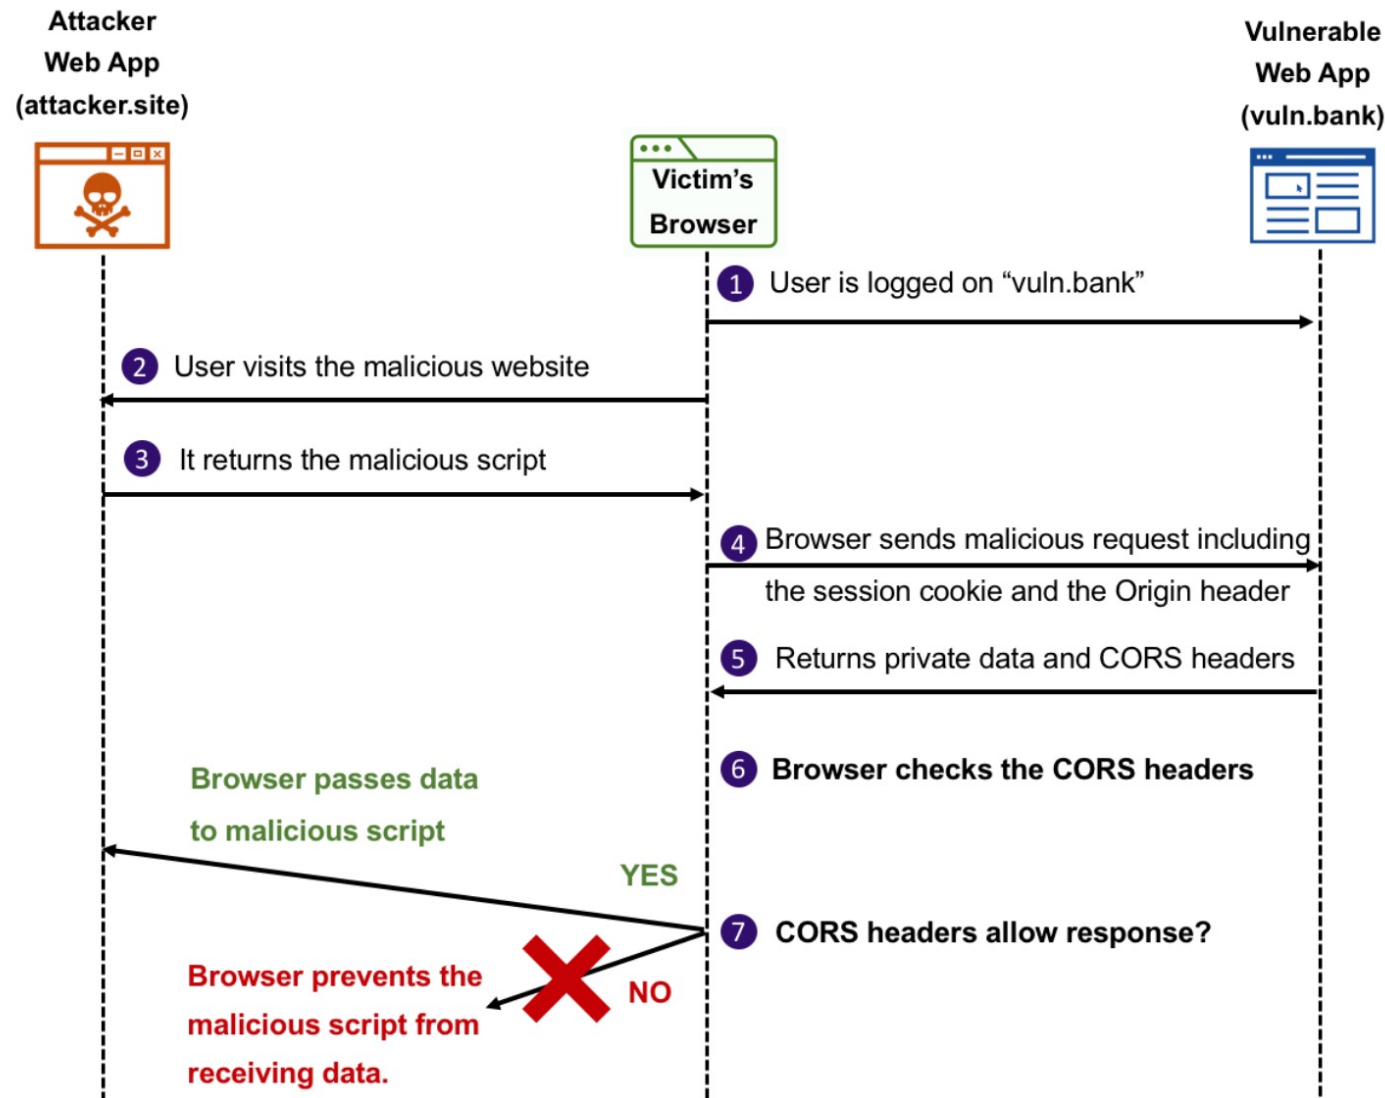 Attacker
Web App
(attacker.site)
Vulnerable
Web App
(vuln.bank)
Victim's
Browser
1 User is logged on “vuln.bank”
2 User visits the malicious website
3 It returns the malicious script
4 Browser sends malicious request including
the session cookie and the Origin header
5 Returns private data and CORS headers
6 Browser checks the CORS headers
Browser passes data
to malicious script
YES
7 CORS headers allow response?
NO
Browser prevents the
malicious script from
receiving data.